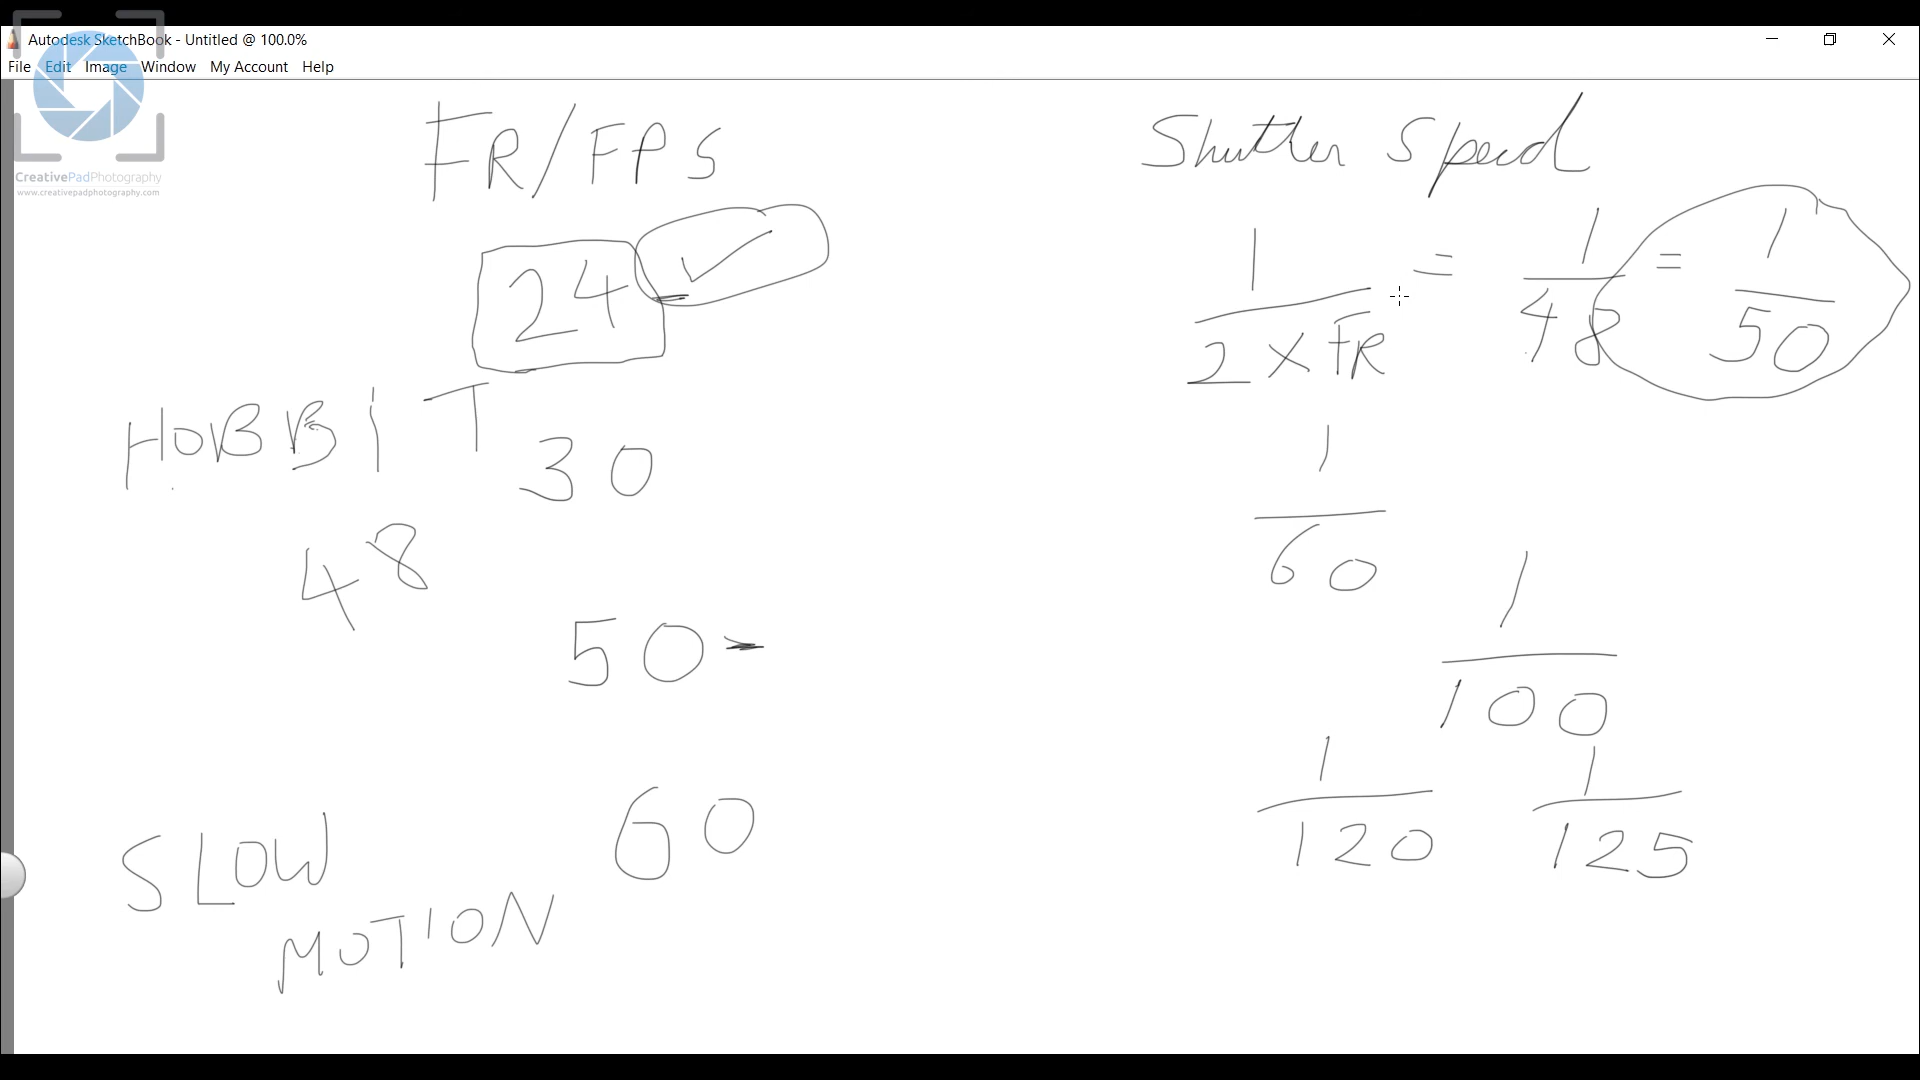 Autodesk SketchBook - Untitled @ 100.0%
File Edit Image Window My Account Help
CreativePadPhotography
www.creativepadphotography.com
FR/FPS
Shutter Speed
24 ✓
1/2 X FR = 1/48 = 1/50
HOBBIT
30
1/60
48
50 -
1/100
60
1/120 1/125
SLOW
MOTION